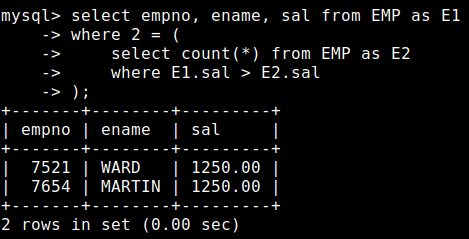 mysql> select empno, ename, sal from EMP as E1
    -> where 2 = (
    ->     select count(*) from EMP as E2
    ->     where E1.sal > E2.sal
    -> );
+-------+--------+---------+
| empno | ename  | sal     |
+-------+--------+---------+
|  7521 | WARD   | 1250.00 |
|  7654 | MARTIN | 1250.00 |
+-------+--------+---------+
2 rows in set (0.00 sec)